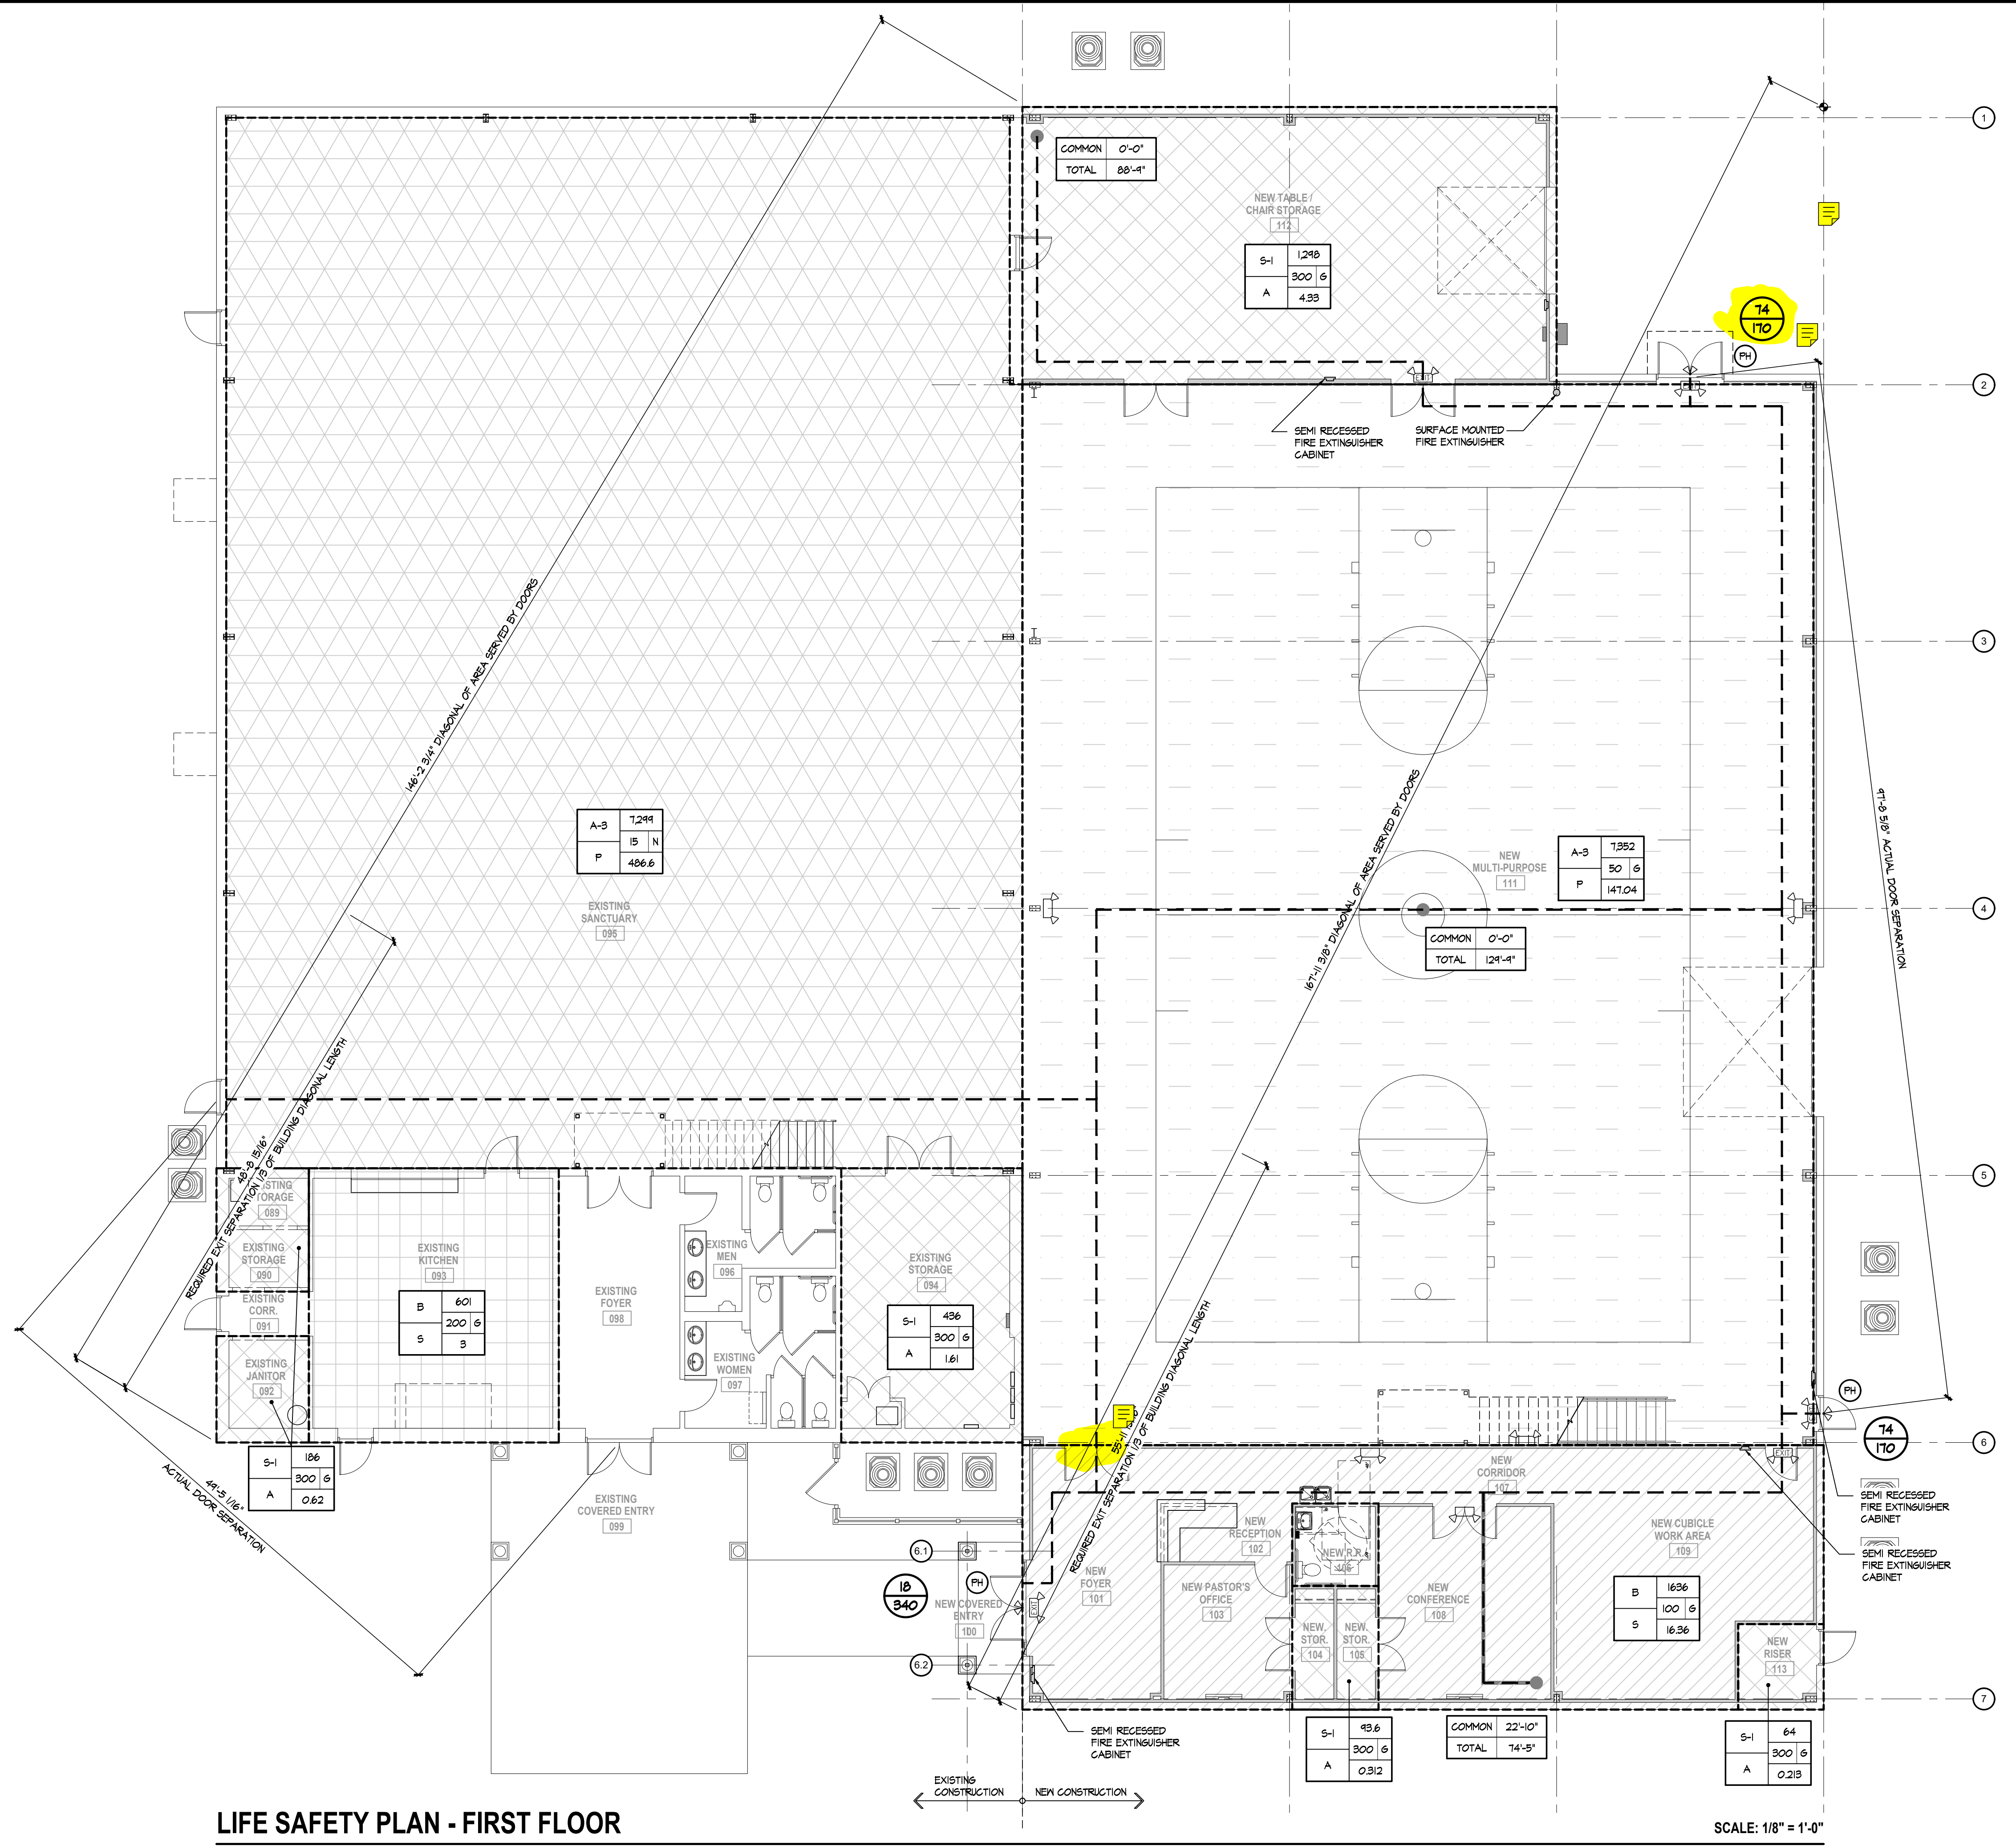 COMMON 0'-0"
TOTAL 88'-9"
NEW TABLE /
CHAIR STORAGE
112
S-1 1,298
300 G
A 4.33
1
74
170
PH
EXIT
2
SEMI RECESSED
FIRE EXTINGUISHER
CABINET
SURFACE MOUNTED
FIRE EXTINGUISHER
146'-2 3/4" DIAGONAL OF AREA SERVED BY DOORS
167'-11 3/8" DIAGONAL OF AREA SERVED BY DOORS
97'-8 5/8" ACTUAL DOOR SEPARATION
3
A-3 7,299
15 N
P 486.6
EXISTING
SANCTUARY
095
NEW
MULTI-PURPOSE
111
A-3 7,352
50 G
P 147.04
4
COMMON 0'-0"
TOTAL 129'-9"
48'-8 15/16"
REQUIRED EXIT SEPARATION 1/3 OF BUILDING DIAGONAL LENGTH
5
089
EXISTING
STORAGE
090
EXISTING
CORR.
091
EXISTING
JANITOR
092
EXISTING
KITCHEN
093
B 601
200 G
S 3
EXISTING
FOYER
098
EXISTING
MEN
096
EXISTING
WOMEN
097
EXISTING
STORAGE
094
S-1 436
300 G
A 1.61
PH
74
170
6
S-1 186
300 G
A 0.62
49'-5 1/16"
ACTUAL DOOR SEPARATION
EXISTING
COVERED ENTRY
099
REQUIRED EXIT SEPARATION 1/3 OF BUILDING DIAGONAL LENGTH
NEW
CORRIDOR
107
EXIT
SEMI RECESSED
FIRE EXTINGUISHER
CABINET
SEMI RECESSED
FIRE EXTINGUISHER
CABINET
6.1
18
340
PH
EXIT
NEW COVERED
ENTRY
100
NEW
FOYER
101
NEW
RECEPTION
102
NEW PASTOR'S
OFFICE
103
NEW R.R.
106
NEW
STOR.
104
NEW
STOR.
105
NEW
CONFERENCE
108
NEW CUBICLE
WORK AREA
109
B 1636
100 G
S 16.36
NEW
RISER
113
6.2
7
SEMI RECESSED
FIRE EXTINGUISHER
CABINET
S-1 93.6
300 G
A 0.312
COMMON 22'-10"
TOTAL 74'-5"
S-1 64
300 G
A 0.213
EXISTING
CONSTRUCTION
NEW CONSTRUCTION
LIFE SAFETY PLAN - FIRST FLOOR
SCALE: 1/8" = 1'-0"